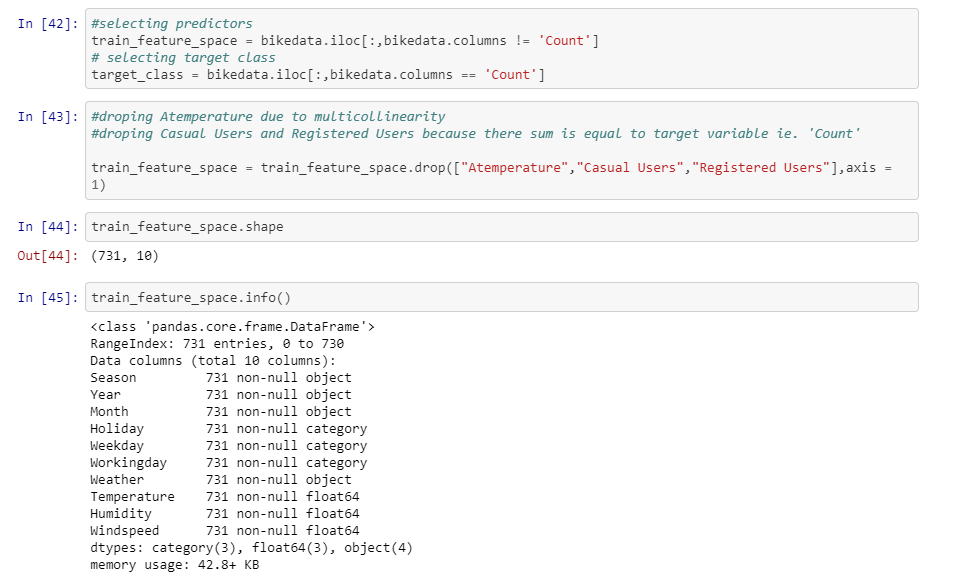 In [42]: #selecting predictors
train_feature_space = bikedata.iloc[:,bikedata.columns != 'Count']
# selecting target class
target_class = bikedata.iloc[:,bikedata.columns == 'Count']
In [43]: #droping Atemperature due to multicollinearity
#droping Casual Users and Registered Users because there sum is equal to target variable ie. 'Count'
train_feature_space = train_feature_space.drop(["Atemperature","Casual Users","Registered Users"],axis =
1)
In [44]: train_feature_space.shape
Out[44]: (731, 10)
In [45]: train_feature_space.info()
<class 'pandas.core.frame.DataFrame'>
RangeIndex: 731 entries, 0 to 730
Data columns (total 10 columns):
Season         731 non-null object
Year           731 non-null object
Month          731 non-null object
Holiday        731 non-null category
Weekday        731 non-null category
Workingday     731 non-null category
Weather        731 non-null object
Temperature    731 non-null float64
Humidity       731 non-null float64
Windspeed      731 non-null float64
dtypes: category(3), float64(3), object(4)
memory usage: 42.8+ KB